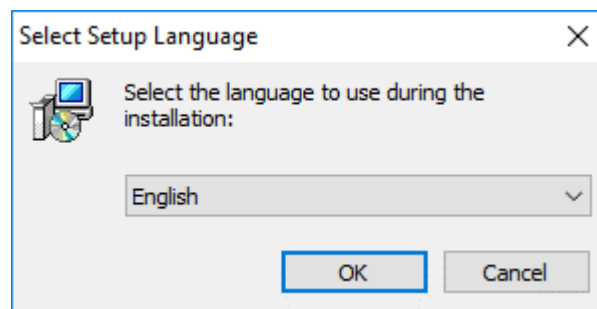 Select Setup Language
Select the language to use during the
installation:
English
OK
Cancel